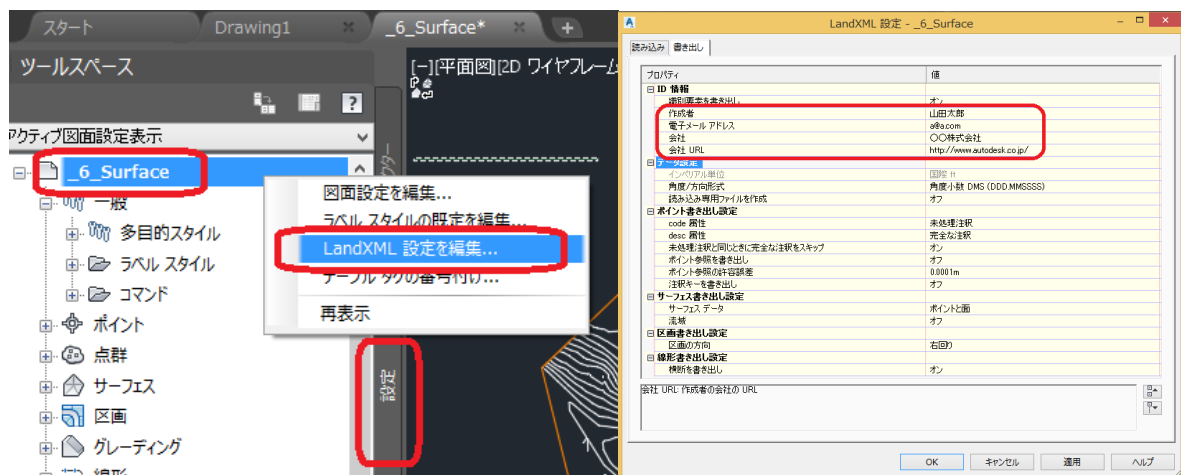 スタート
Drawing1
_6_Surface*
ツールスペース
[−][平面図][2D ワイヤフレーム
アクティブ図面設定表示
_6_Surface
一般
多目的スタイル
ラベル スタイル
コマンド
ポイント
点群
サーフェス
区画
グレーディング
線形
図面設定を編集...
ラベル スタイルの既定を編集...
LandXML 設定を編集...
テーブル タグの番号付け...
再表示
設定
LandXML 設定 - _6_Surface
読み込み 書き出し
プロパティ 値
ID 情報
識別要素を書き出し オン
作成者 山田太郎
電子メール アドレス a@a.com
会社 〇〇株式会社
会社 URL http://www.autodesk.co.jp/
データ設定
インペリアル単位 国際 ft
角度/方向形式 角度小数 DMS (DDD.MMSSSS)
読み込み専用ファイルを作成 オフ
ポイント書き出し設定
code 属性 未処理注釈
desc 属性 完全な注釈
未処理注釈と同じときに完全な注釈をスキップ オン
ポイント参照を書き出し オフ
ポイント参照の許容誤差 0.0001m
注釈キーを書き出し オフ
サーフェス書き出し設定
サーフェス データ ポイントと面
流域 オフ
区画書き出し設定
区画の方向 右回り
線形書き出し設定
横断を書き出し オン
会社 URL: 作成者の会社の URL
OK キャンセル 適用 ヘルプ